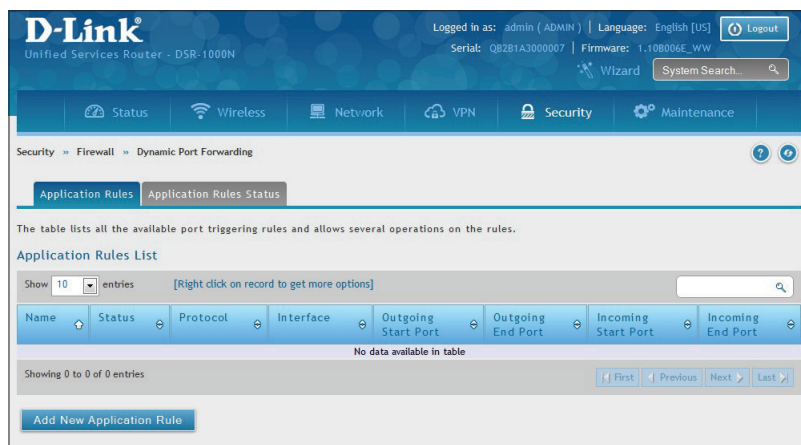 D-Link
Unified Services Router - DSR-1000N
Logged in as: admin ( ADMIN ) | Language: English [US]
Logout
Serial: QB2B1A3000007 | Firmware: 1.10B006E_WW
Wizard
System Search...
Status
Wireless
Network
VPN
Security
Maintenance
Security » Firewall » Dynamic Port Forwarding
Application Rules
Application Rules Status
The table lists all the available port triggering rules and allows several operations on the rules.
Application Rules List
Show 10 entries [Right click on record to get more options]
Name
Status
Protocol
Interface
Outgoing Start Port
Outgoing End Port
Incoming Start Port
Incoming End Port
No data available in table
Showing 0 to 0 of 0 entries
First
Previous
Next
Last
Add New Application Rule